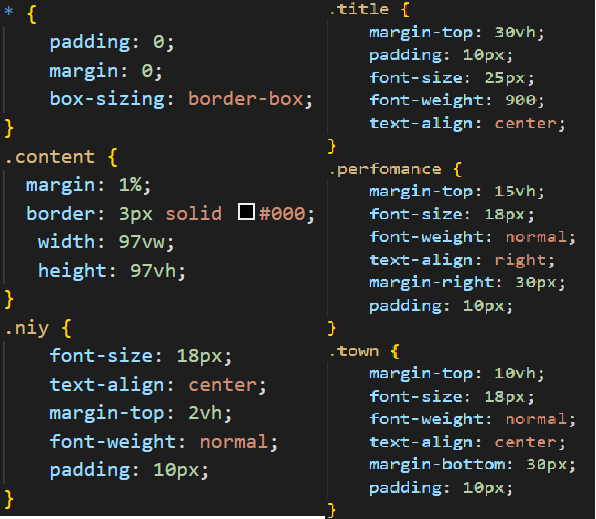 * {
padding: 0;
margin: 0;
box-sizing: border-box;
}
.content {
margin: 1%;
border: 3px solid #000;
width: 97vw;
height: 97vh;
}
.niy {
font-size: 18px;
text-align: center;
margin-top: 2vh;
font-weight: normal;
padding: 10px;
}
.title {
margin-top: 30vh;
padding: 10px;
font-size: 25px;
font-weight: 900;
text-align: center;
}
.perfomance {
margin-top: 15vh;
font-size: 18px;
font-weight: normal;
text-align: right;
margin-right: 30px;
padding: 10px;
}
.town {
margin-top: 10vh;
font-size: 18px;
font-weight: normal;
text-align: center;
margin-bottom: 30px;
padding: 10px;
}